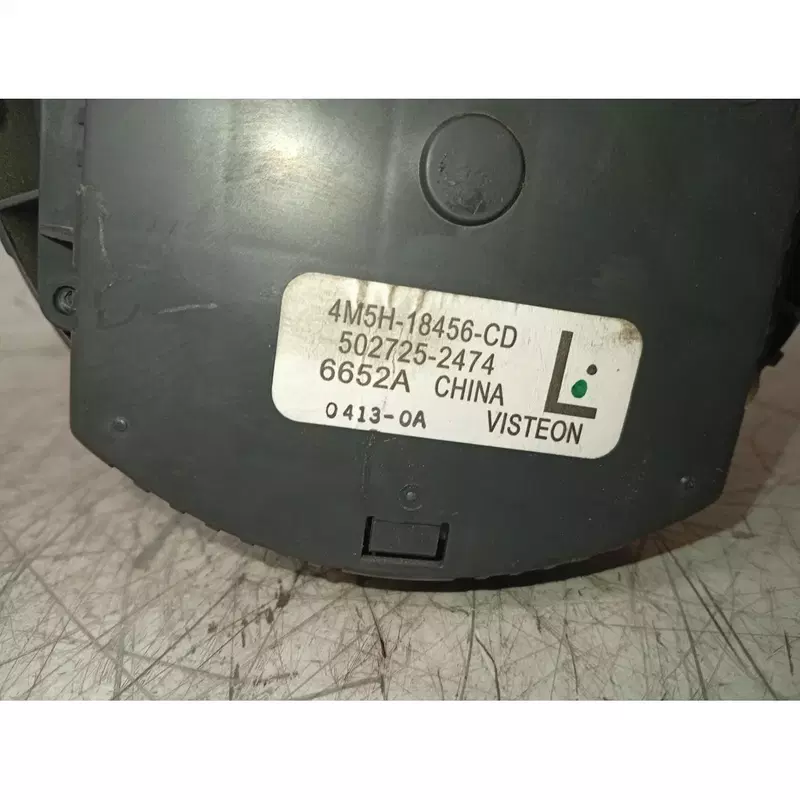 4M5H-18456-CD
502725-2474
6652A CHINA
0413-0A VISTEON
L